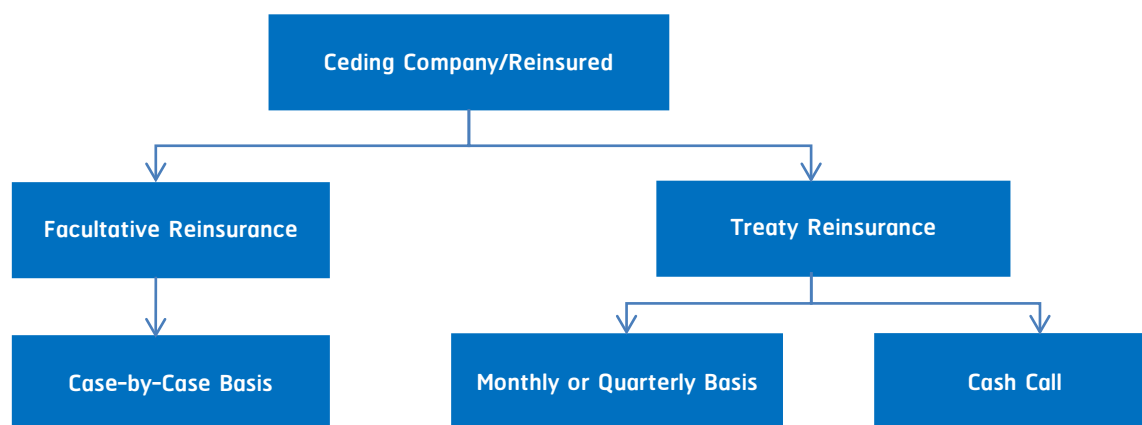 Ceding Company/Reinsured
Facultative Reinsurance
Treaty Reinsurance
Case-by-Case Basis
Monthly or Quarterly Basis
Cash Call